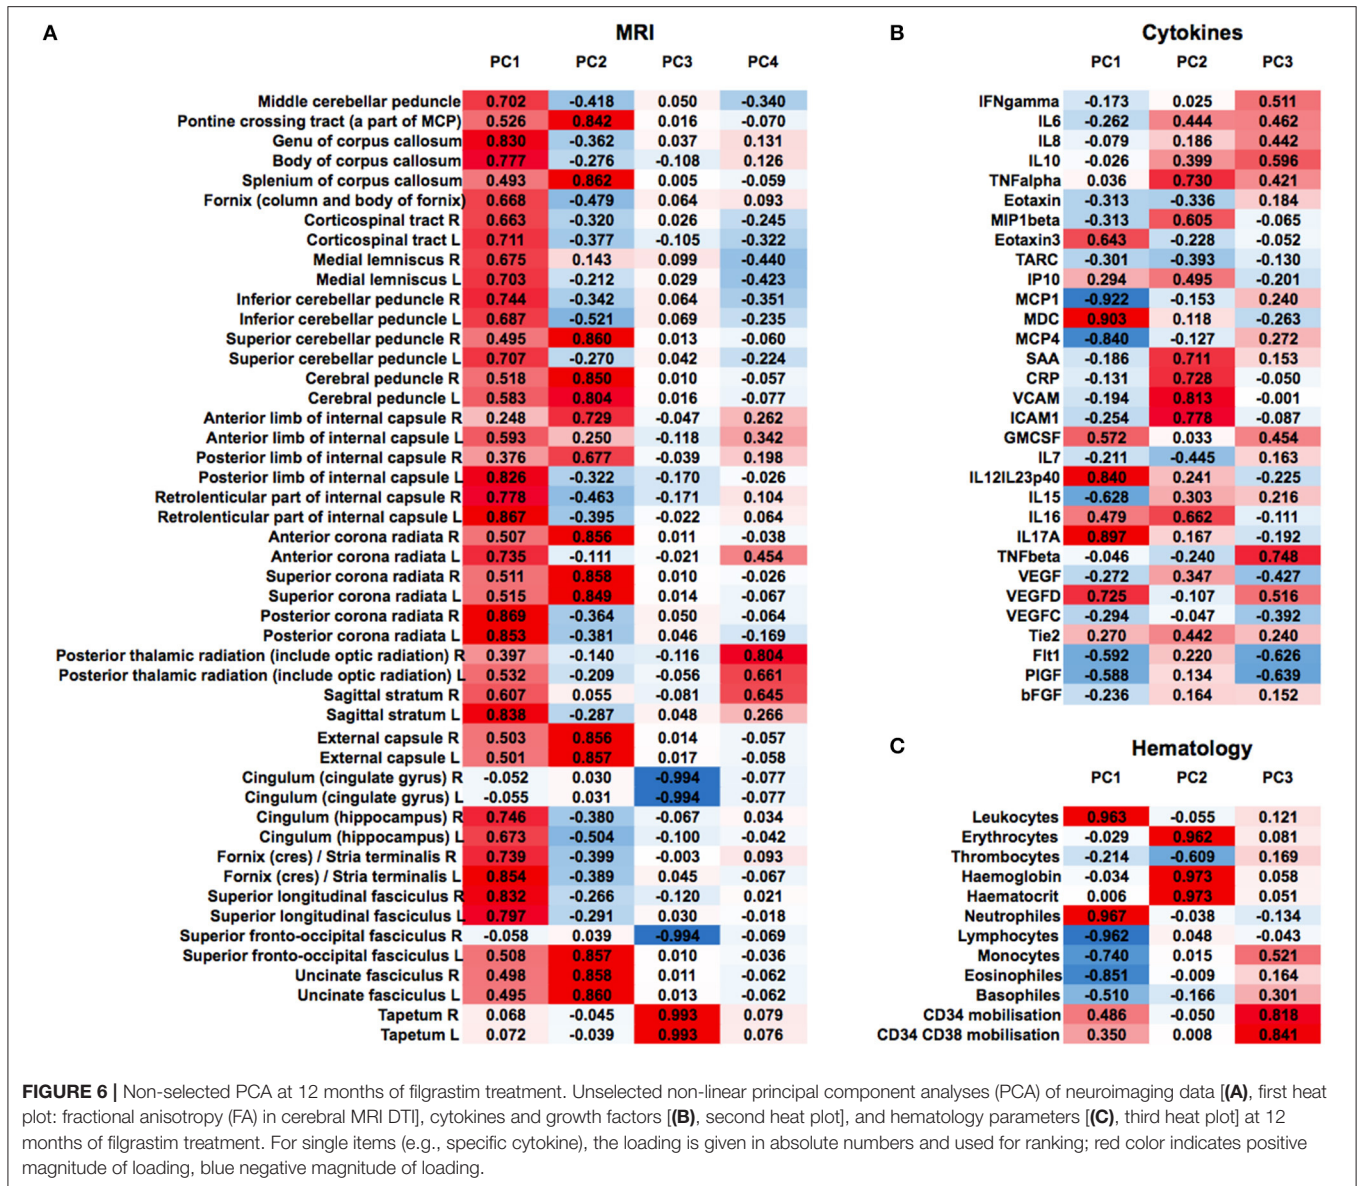 A
MRI
PC1 PC2 PC3 PC4
Middle cerebellar peduncle 0.702 -0.418 0.050 -0.340
Pontine crossing tract (a part of MCP) 0.526 0.842 0.016 -0.070
Genu of corpus callosum 0.830 -0.362 0.037 0.131
Body of corpus callosum 0.777 -0.276 -0.108 0.126
Splenium of corpus callosum 0.493 0.862 0.005 -0.059
Fornix (column and body of fornix) 0.668 -0.479 0.064 0.093
Corticospinal tract R 0.663 -0.320 0.026 -0.245
Corticospinal tract L 0.711 -0.377 -0.105 -0.322
Medial lemniscus R 0.675 0.143 0.099 -0.440
Medial lemniscus L 0.703 -0.212 0.029 -0.423
Inferior cerebellar peduncle R 0.744 -0.342 0.064 -0.351
Inferior cerebellar peduncle L 0.687 -0.521 0.069 -0.235
Superior cerebellar peduncle R 0.495 0.860 0.013 -0.060
Superior cerebellar peduncle L 0.707 -0.270 0.042 -0.224
Cerebral peduncle R 0.518 0.850 0.010 -0.057
Cerebral peduncle L 0.583 0.804 0.016 -0.077
Anterior limb of internal capsule R 0.248 0.729 -0.047 0.262
Anterior limb of internal capsule L 0.593 0.250 -0.118 0.342
Posterior limb of internal capsule R 0.376 0.677 -0.039 0.198
Posterior limb of internal capsule L 0.826 -0.322 -0.170 -0.026
Retrolenticular part of internal capsule R 0.778 -0.463 -0.171 0.104
Retrolenticular part of internal capsule L 0.867 -0.395 -0.022 0.064
Anterior corona radiata R 0.507 0.856 0.011 -0.038
Anterior corona radiata L 0.735 -0.111 -0.021 0.454
Superior corona radiata R 0.511 0.858 0.010 -0.026
Superior corona radiata L 0.515 0.849 0.014 -0.067
Posterior corona radiata R 0.869 -0.364 0.050 -0.064
Posterior corona radiata L 0.853 -0.381 0.046 -0.169
Posterior thalamic radiation (include optic radiation) R 0.397 -0.140 -0.116 0.804
Posterior thalamic radiation (include optic radiation) L 0.532 -0.209 -0.056 0.661
Sagittal stratum R 0.607 0.055 -0.081 0.645
Sagittal stratum L 0.838 -0.287 0.048 0.266
External capsule R 0.503 0.856 0.014 -0.057
External capsule L 0.501 0.857 0.017 -0.058
Cingulum (cingulate gyrus) R -0.052 0.030 -0.994 -0.077
Cingulum (cingulate gyrus) L -0.055 0.031 -0.994 -0.077
Cingulum (hippocampus) R 0.746 -0.380 -0.067 0.034
Cingulum (hippocampus) L 0.673 -0.504 -0.100 -0.042
Fornix (cres) / Stria terminalis R 0.739 -0.399 -0.003 0.093
Fornix (cres) / Stria terminalis L 0.854 -0.389 0.045 -0.067
Superior longitudinal fasciculus R 0.832 -0.266 -0.120 0.021
Superior longitudinal fasciculus L 0.797 -0.291 0.030 -0.018
Superior fronto-occipital fasciculus R -0.058 0.039 -0.994 -0.069
Superior fronto-occipital fasciculus L 0.508 0.857 0.010 -0.036
Uncinate fasciculus R 0.498 0.858 0.011 -0.062
Uncinate fasciculus L 0.495 0.860 0.013 -0.062
Tapetum R 0.068 -0.045 0.993 0.079
Tapetum L 0.072 -0.039 0.993 0.076
B
Cytokines
PC1 PC2 PC3
IFNgamma -0.173 0.025 0.511
IL6 -0.262 0.444 0.462
IL8 -0.079 0.186 0.442
IL10 -0.026 0.399 0.596
TNFalpha 0.036 0.730 0.421
Eotaxin -0.313 -0.336 0.184
MIP1beta -0.313 0.605 -0.065
Eotaxin3 0.643 -0.228 -0.052
TARC -0.301 -0.393 -0.130
IP10 0.294 0.495 -0.201
MCP1 -0.922 -0.153 0.240
MDC 0.903 0.118 -0.263
MCP4 -0.840 -0.127 0.272
SAA -0.186 0.711 0.153
CRP -0.131 0.728 -0.050
VCAM -0.194 0.813 -0.001
ICAM1 -0.254 0.778 -0.087
GMCSF 0.572 0.033 0.454
IL7 -0.211 -0.445 0.163
IL12IL23p40 0.840 0.241 -0.225
IL15 -0.628 0.303 0.216
IL16 0.479 0.662 -0.111
IL17A 0.897 0.167 -0.192
TNFbeta -0.046 -0.240 0.748
VEGF -0.272 0.347 -0.427
VEGFD 0.725 -0.107 0.516
VEGFC -0.294 -0.047 -0.392
Tie2 0.270 0.442 0.240
Flt1 -0.592 0.220 -0.626
PlGF -0.588 0.134 -0.639
bFGF -0.236 0.164 0.152
C
Hematology
PC1 PC2 PC3
Leukocytes 0.963 -0.055 0.121
Erythrocytes -0.029 0.962 0.081
Thrombocytes -0.214 -0.609 0.169
Haemoglobin -0.034 0.973 0.058
Haematocrit 0.006 0.973 0.051
Neutrophiles 0.967 -0.038 -0.134
Lymphocytes -0.962 0.048 -0.043
Monocytes -0.740 0.015 0.521
Eosinophiles -0.851 -0.009 0.164
Basophiles -0.510 -0.166 0.301
CD34 mobilisation 0.486 -0.050 0.818
CD34 CD38 mobilisation 0.350 0.008 0.841
FIGURE 6 | Non-selected PCA at 12 months of filgrastim treatment. Unselected non-linear principal component analyses (PCA) of neuroimaging data [(A), first heat
plot: fractional anisotropy (FA) in cerebral MRI DTI], cytokines and growth factors [(B), second heat plot], and hematology parameters [(C), third heat plot] at 12
months of filgrastim treatment. For single items (e.g., specific cytokine), the loading is given in absolute numbers and used for ranking; red color indicates positive
magnitude of loading, blue negative magnitude of loading.